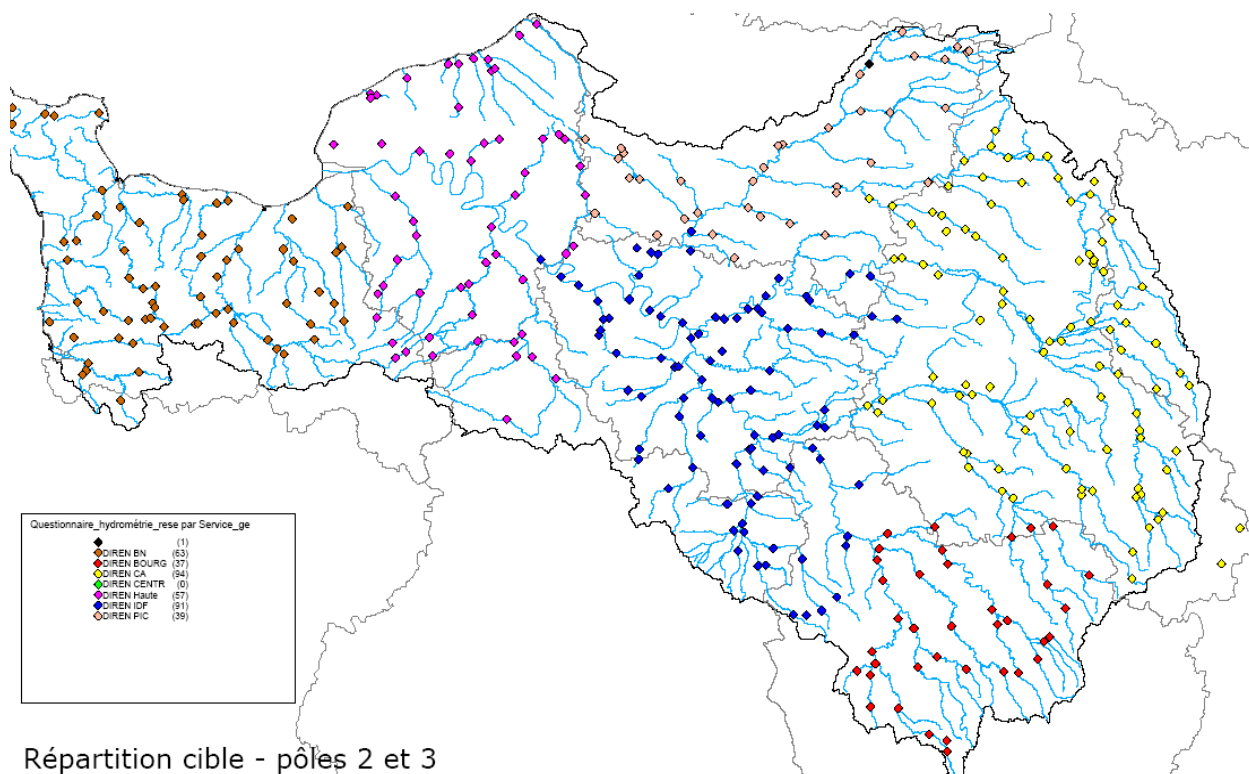 Questionnaire_hydrométrie_rese par Service_ge
(1)
DIREN BN (63)
DIREN BOURG (37)
DIREN CA (94)
DIREN CENTR (0)
DIREN Haute (57)
DIREN IDF (91)
DIREN PIC (39)
Répartition cible - pôles 2 et 3